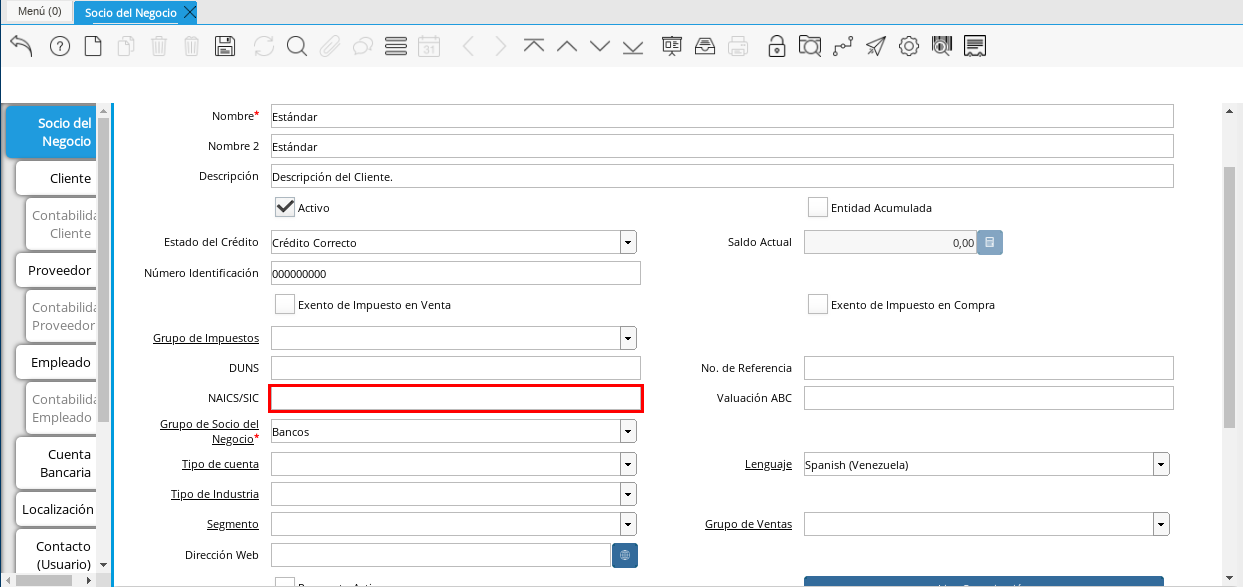 Menú (0)
Socio del Negocio
31
Socio del
Negocio
Cliente
Contabilida
Cliente
Proveedor
Contabilida
Proveedor
Empleado
Contabilida
Empleado
Cuenta
Bancaria
Localización
Contacto
(Usuario)
Nombre* Estándar
Nombre 2 Estándar
Descripción Descripción del Cliente.
Activo Entidad Acumulada
Estado del Crédito Crédito Correcto Saldo Actual 0,00
Número Identificación 000000000
Exento de Impuesto en Venta Exento de Impuesto en Compra
Grupo de Impuestos
DUNS No. de Referencia
NAICS/SIC Valuación ABC
Grupo de Socio del
Negocio* Bancos
Tipo de cuenta Lenguaje Spanish (Venezuela)
Tipo de Industria
Segmento Grupo de Ventas
Dirección Web